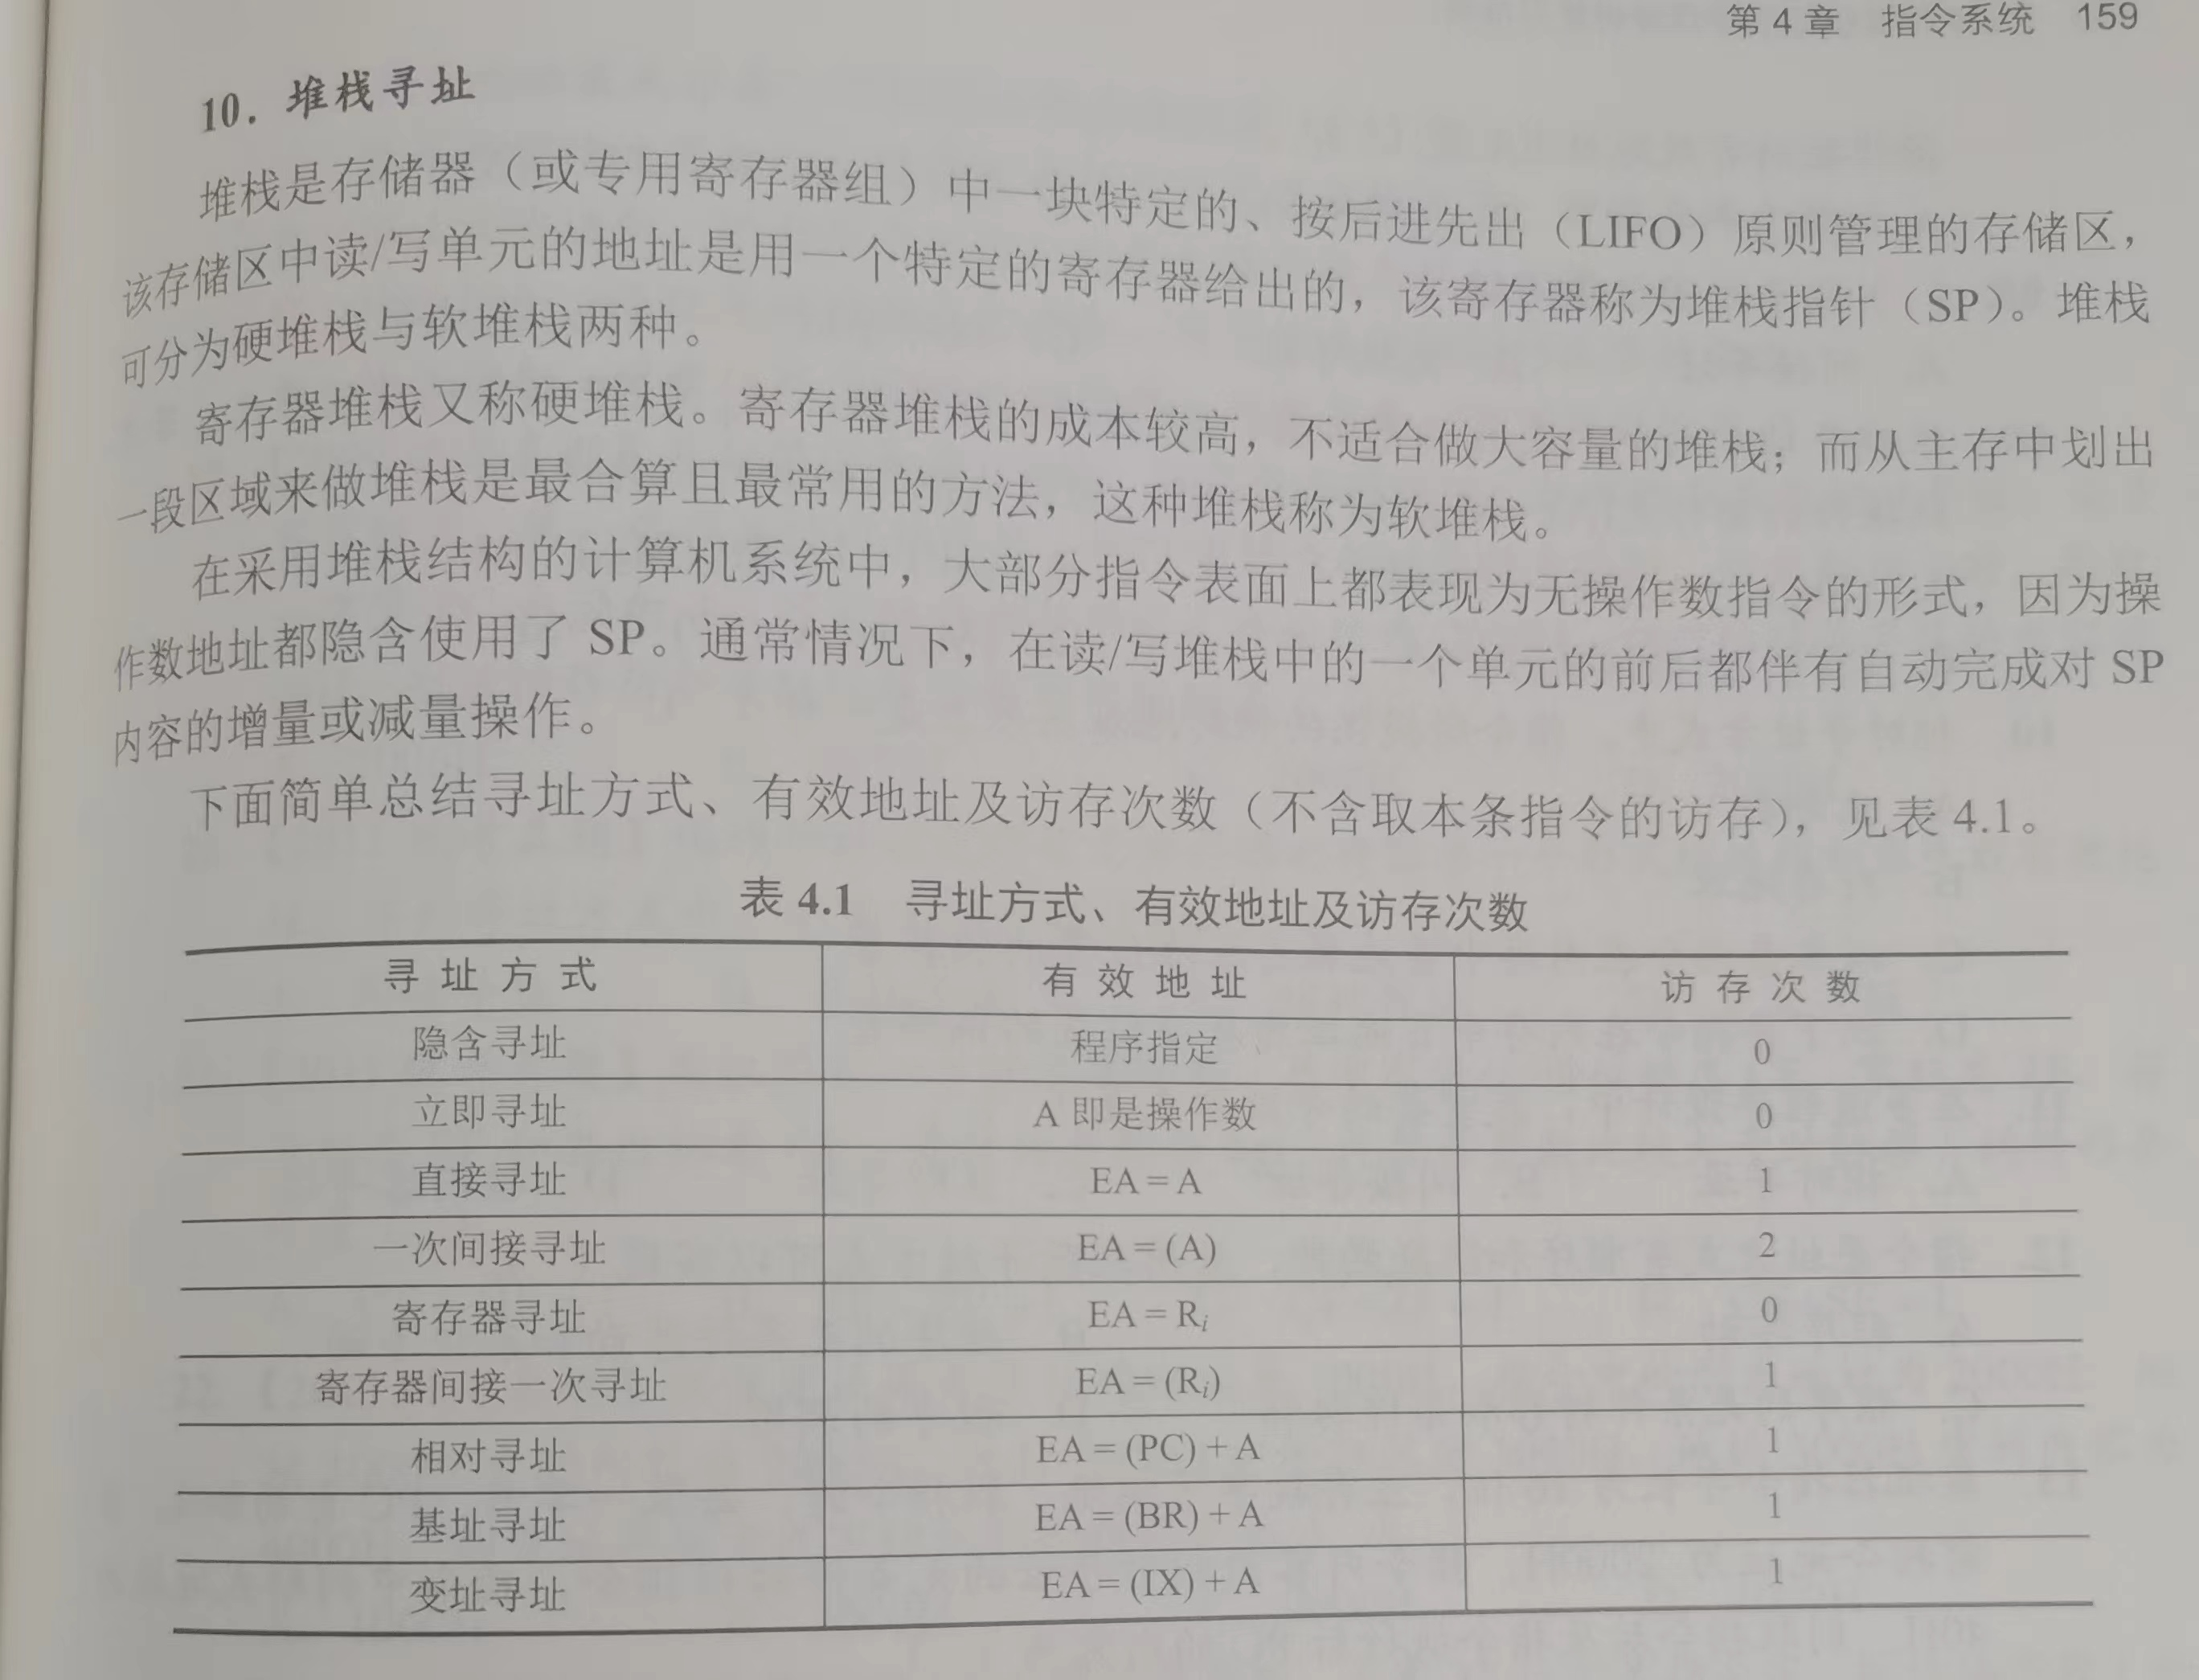 第4章 指令系统 159
10. 堆栈寻址
堆栈是存储器（或专用寄存器组）中一块特定的、按后进先出（LIFO）原则管理的存储区，
该存储区中读/写单元的地址是用一个特定的寄存器给出的，该寄存器称为堆栈指针（SP）。堆栈
可分为硬堆栈与软堆栈两种。
寄存器堆栈又称硬堆栈。寄存器堆栈的成本较高，不适合做大容量的堆栈；而从主存中划出
一段区域来做堆栈是最合算且最常用的方法，这种堆栈称为软堆栈。
在采用堆栈结构的计算机系统中，大部分指令表面上都表现为无操作数指令的形式，因为操
作数地址都隐含使用了 SP。通常情况下，在读/写堆栈中的一个单元的前后都伴有自动完成对 SP
内容的增量或减量操作。
下面简单总结寻址方式、有效地址及访存次数（不含取本条指令的访存），见表 4.1。
表 4.1 寻址方式、有效地址及访存次数
寻址方式 有效地址 访存次数
隐含寻址 程序指定 0
立即寻址 A 即是操作数 0
直接寻址 EA = A 1
一次间接寻址 EA = (A) 2
寄存器寻址 EA = Ri 0
寄存器间接一次寻址 EA = (Ri) 1
相对寻址 EA = (PC) + A 1
基址寻址 EA = (BR) + A 1
变址寻址 EA = (IX) + A 1